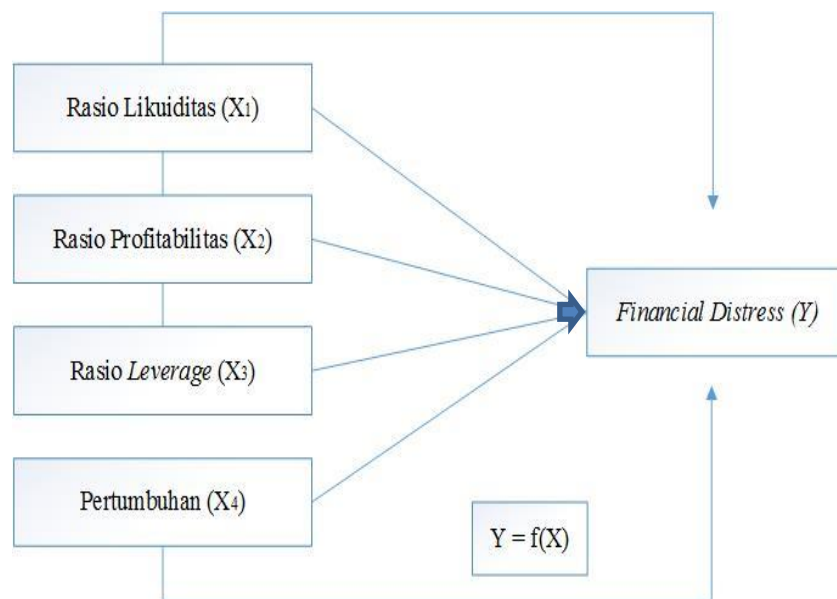 Rasio Likuiditas (X1)
Rasio Profitabilitas (X2)
Financial Distress (Y)
Rasio Leverage (X3)
Pertumbuhan (X4)
Y = f(X)